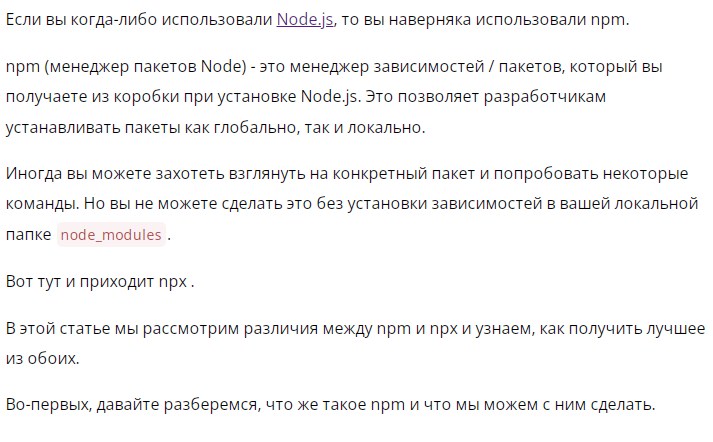 Если вы когда-либо использовали Node.js, то вы наверняка использовали npm.
npm (менеджер пакетов Node) - это менеджер зависимостей / пакетов, который вы
получаете из коробки при установке Node.js. Это позволяет разработчикам
устанавливать пакеты как глобально, так и локально.
Иногда вы можете захотеть взглянуть на конкретный пакет и попробовать некоторые
команды. Но вы не можете сделать это без установки зависимостей в вашей локальной
папке node_modules .
Вот тут и приходит npx .
В этой статье мы рассмотрим различия между npm и npx и узнаем, как получить лучшее
из обоих.
Во-первых, давайте разберемся, что же такое npm и что мы можем с ним сделать.